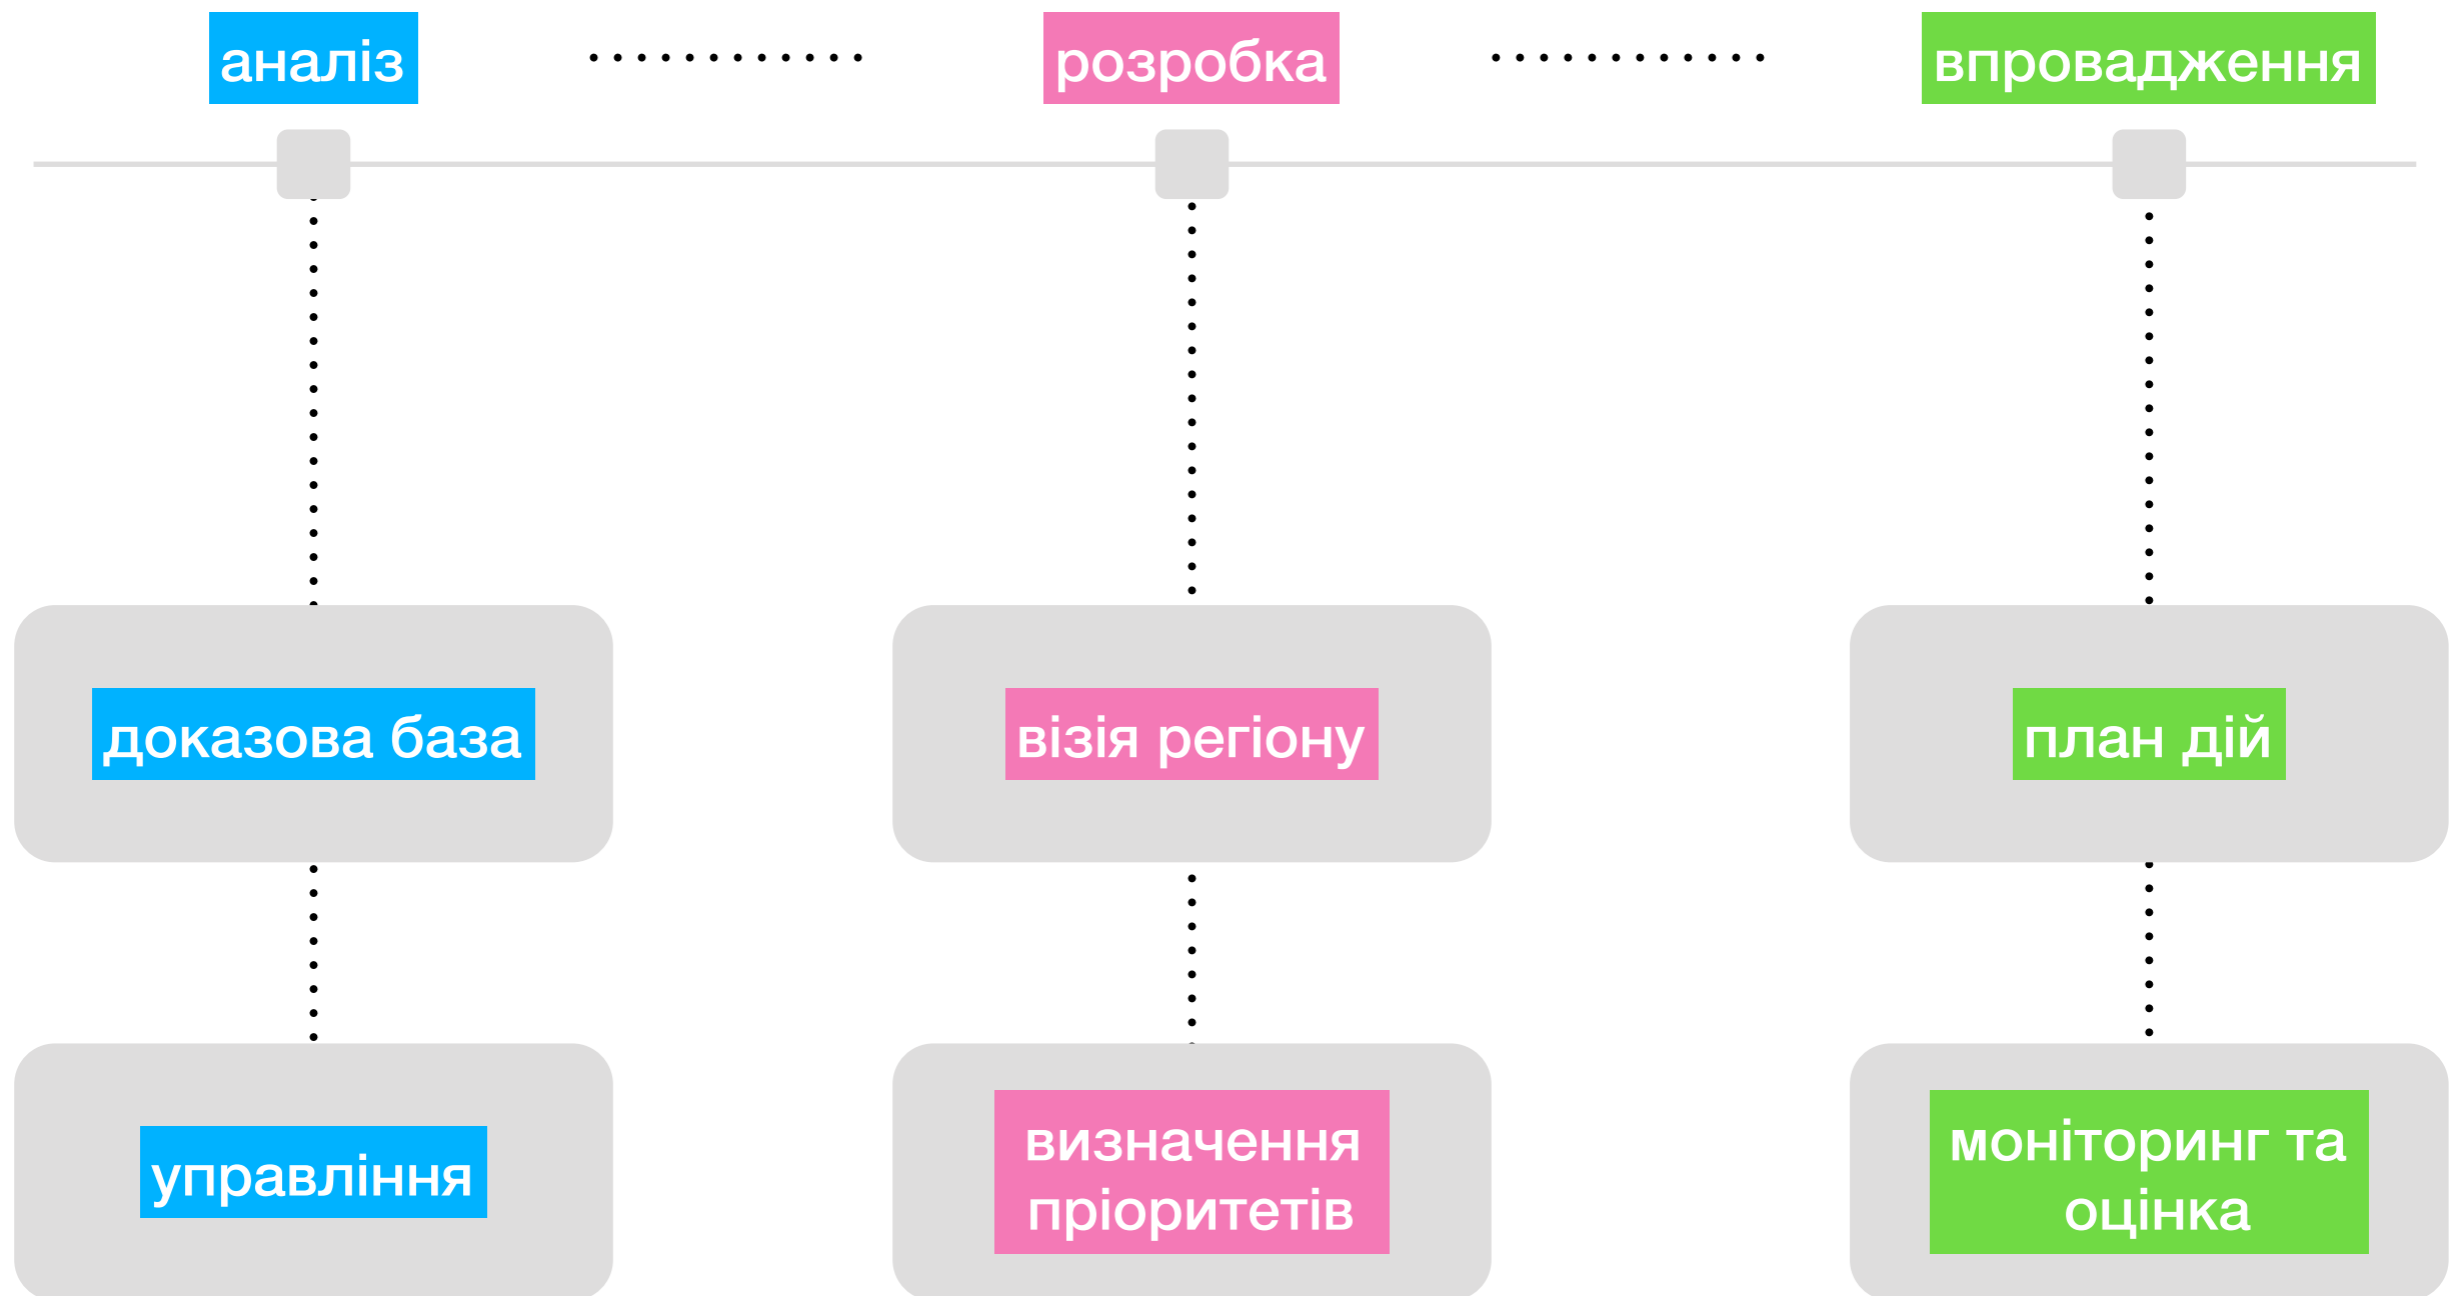 аналіз
розробка
впровадження
доказова база
візія регіону
план дій
управління
визначення
пріоритетів
моніторинг та
оцінка